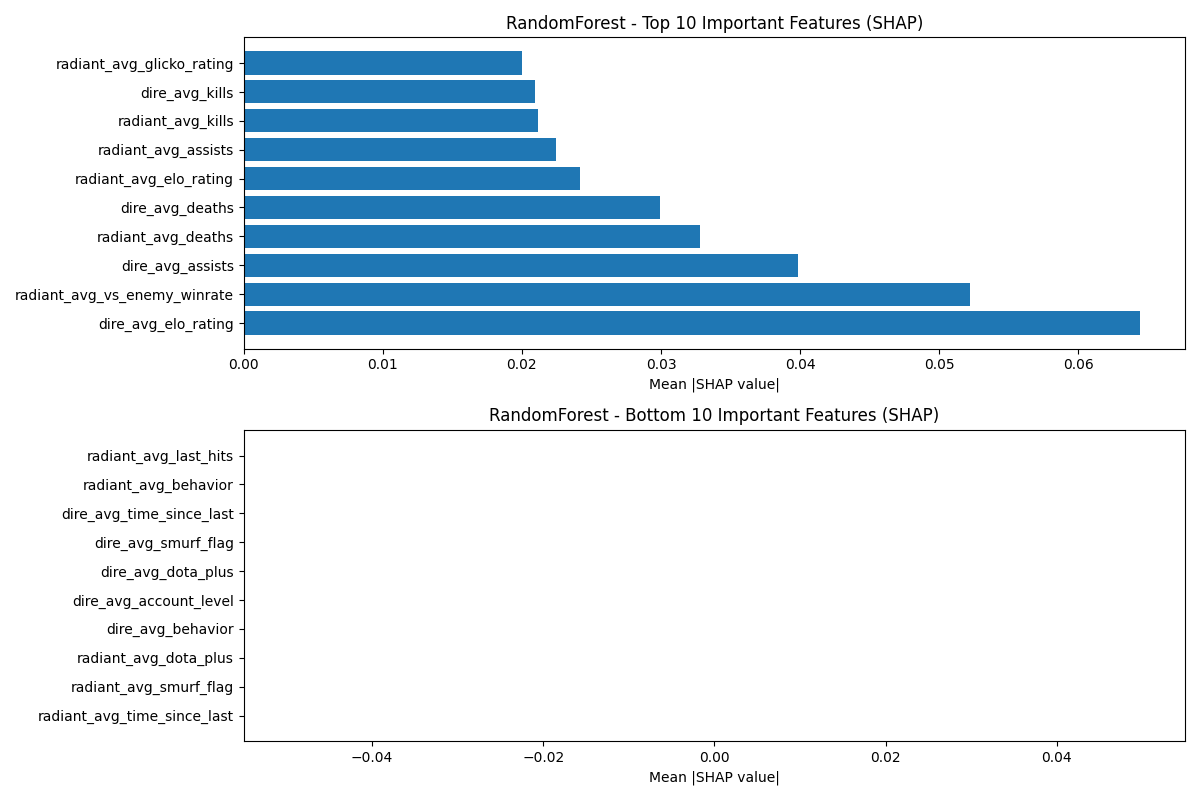 RandomForest - Top 10 Important Features (SHAP)
radiant_avg_glicko_rating
dire_avg_kills
radiant_avg_kills
radiant_avg_assists
radiant_avg_elo_rating
dire_avg_deaths
radiant_avg_deaths
dire_avg_assists
radiant_avg_vs_enemy_winrate
dire_avg_elo_rating
0.00 0.01 0.02 0.03 0.04 0.05 0.06
Mean |SHAP value|
RandomForest - Bottom 10 Important Features (SHAP)
radiant_avg_last_hits
radiant_avg_behavior
dire_avg_time_since_last
dire_avg_smurf_flag
dire_avg_dota_plus
dire_avg_account_level
dire_avg_behavior
radiant_avg_dota_plus
radiant_avg_smurf_flag
radiant_avg_time_since_last
−0.04 −0.02 0.00 0.02 0.04
Mean |SHAP value|